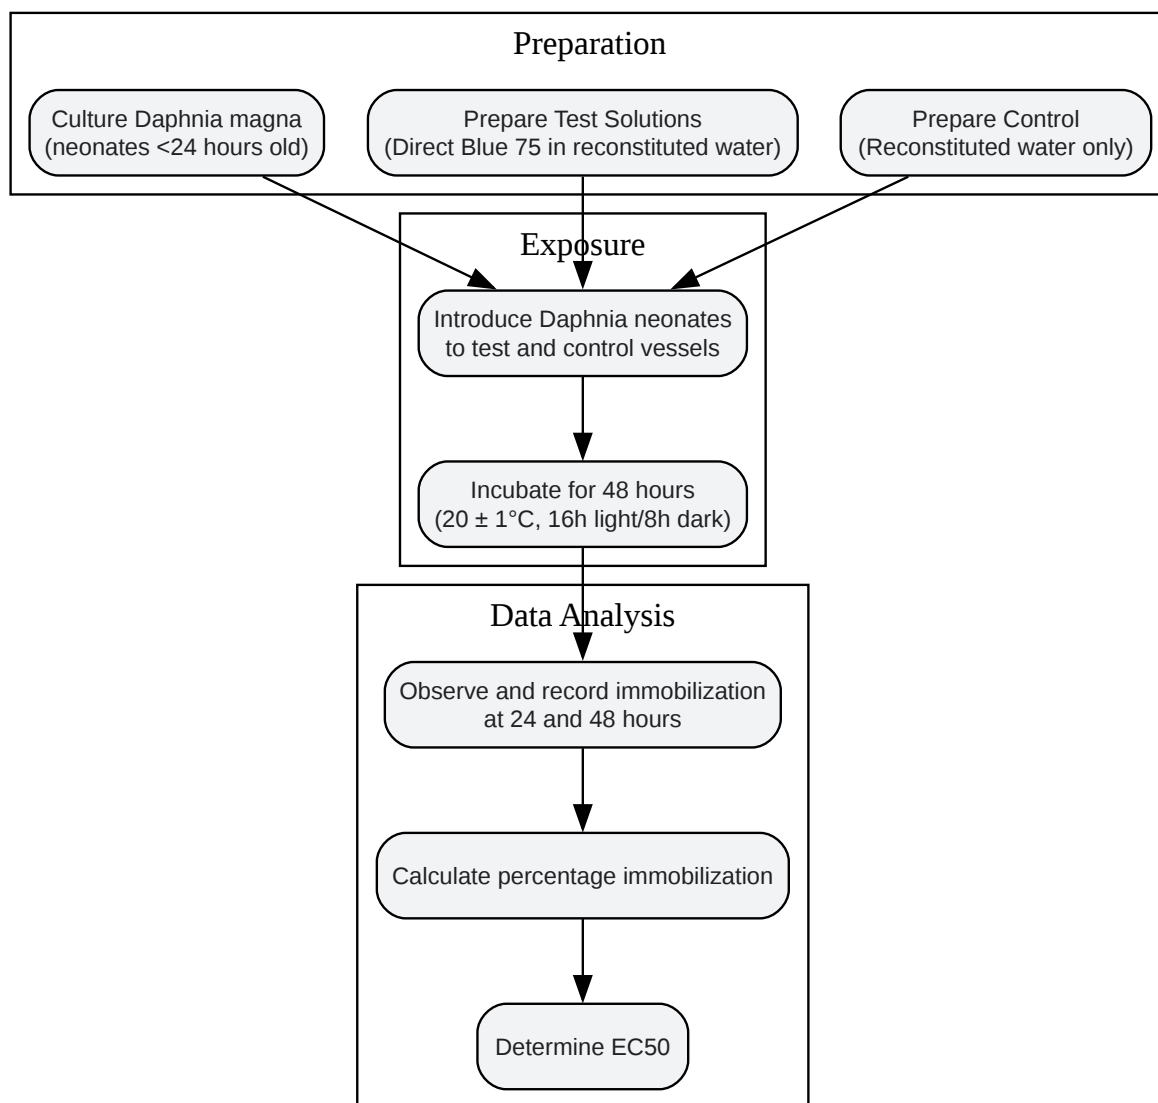 Preparation
Culture Daphnia magna
(neonates <24 hours old)
Prepare Test Solutions
(Direct Blue 75 in reconstituted water)
Prepare Control
(Reconstituted water only)
Exposure
Introduce Daphnia neonates
to test and control vessels
Incubate for 48 hours
(20 ± 1°C, 16h light/8h dark)
Data Analysis
Observe and record immobilization
at 24 and 48 hours
Calculate percentage immobilization
Determine EC50